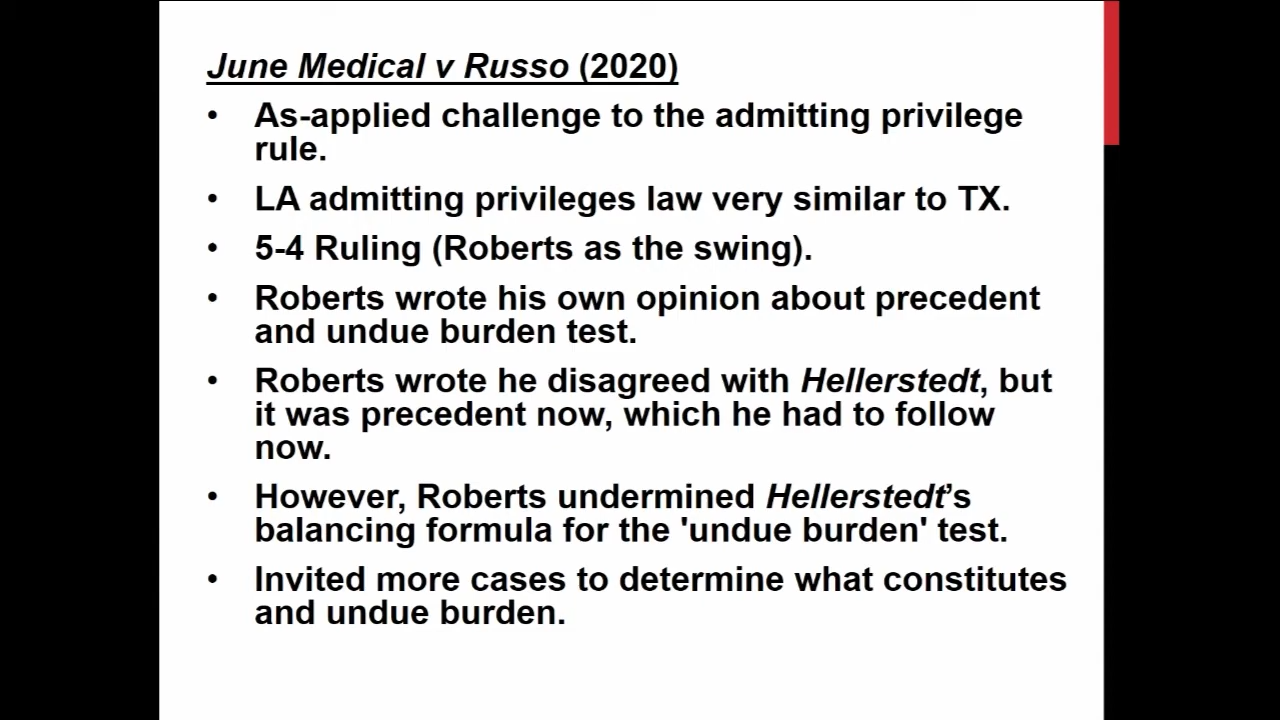 June Medical v Russo (2020)
• As-applied challenge to the admitting privilege
rule.
• LA admitting privileges law very similar to TX.
• 5-4 Ruling (Roberts as the swing).
• Roberts wrote his own opinion about precedent
and undue burden test.
• Roberts wrote he disagreed with Hellerstedt, but
it was precedent now, which he had to follow
now.
• However, Roberts undermined Hellerstedt’s
balancing formula for the 'undue burden' test.
• Invited more cases to determine what constitutes
and undue burden.